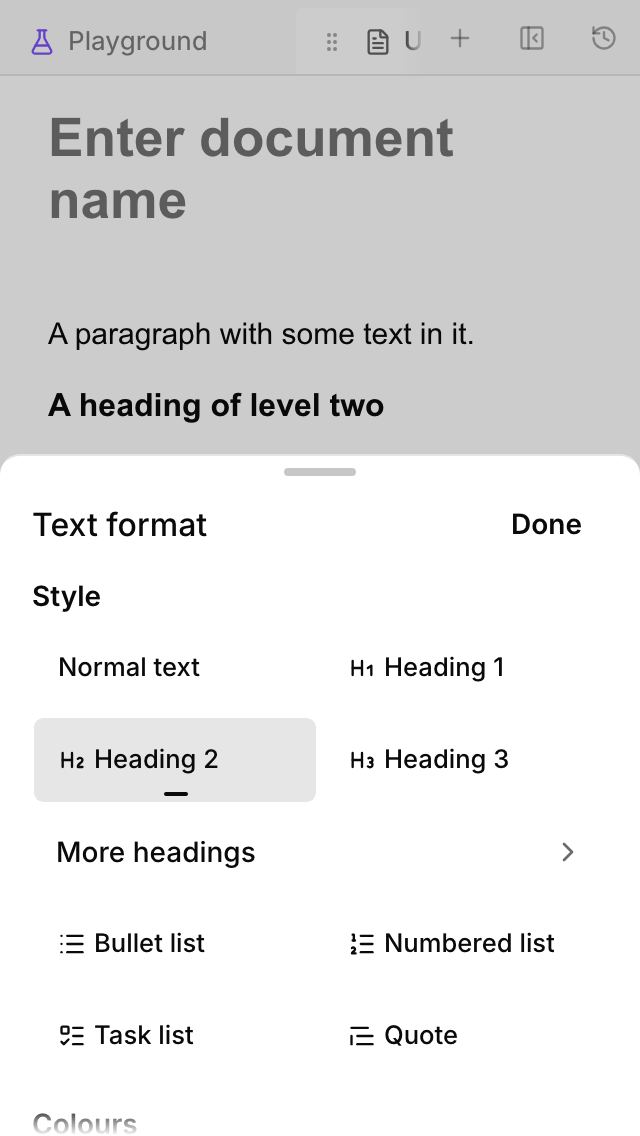 Playground
U
Enter document
name
A paragraph with some text in it.
A heading of level two
Text format
Done
Style
Normal text
H1 Heading 1
H2 Heading 2
H3 Heading 3
More headings
Bullet list
Numbered list
Task list
Quote
Colours